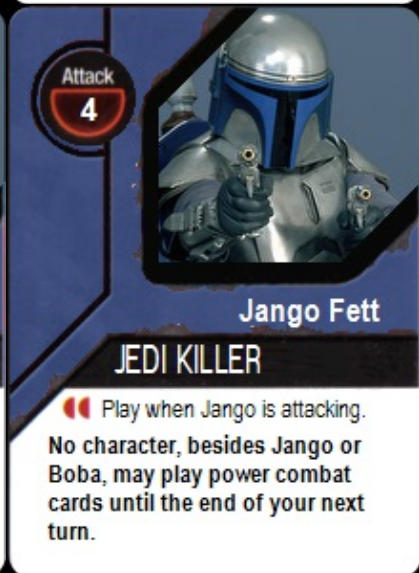 Attack
4
Jango Fett
JEDI KILLER
Play when Jango is attacking.
No character, besides Jango or
Boba, may play power combat
cards until the end of your next
turn.